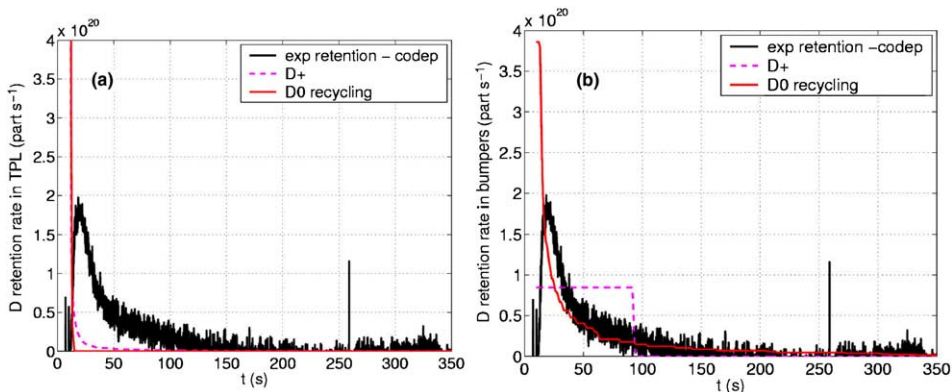 x 10^20
4
3.5
3
2.5
2
1.5
1
0.5
0
D retention rate in TPL (part s⁻¹)
(a)
exp retention − codep
D+
D0 recycling
0 50 100 150 200 250 300 350
t (s)
x 10^20
4
3.5
3
2.5
2
1.5
1
0.5
0
D retention rate in bumpers (part s⁻¹)
(b)
exp retention − codep
D+
D0 recycling
0 50 100 150 200 250 300 350
t (s)